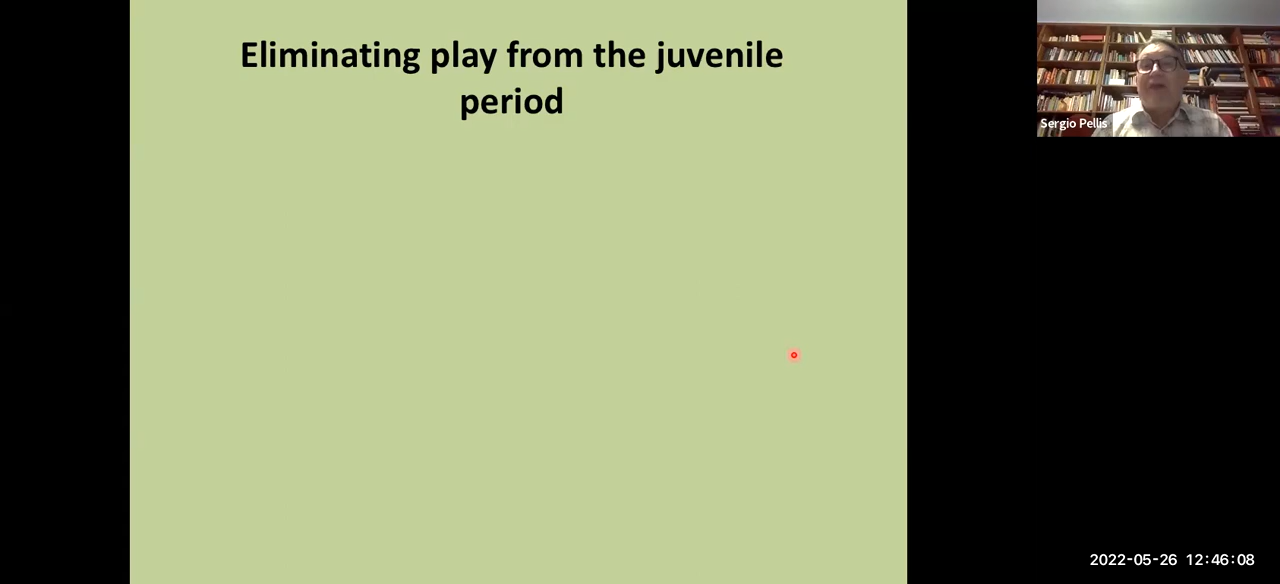 Eliminating play from the juvenile
period
Sergio Pellis
2022-05-26 12:46:08